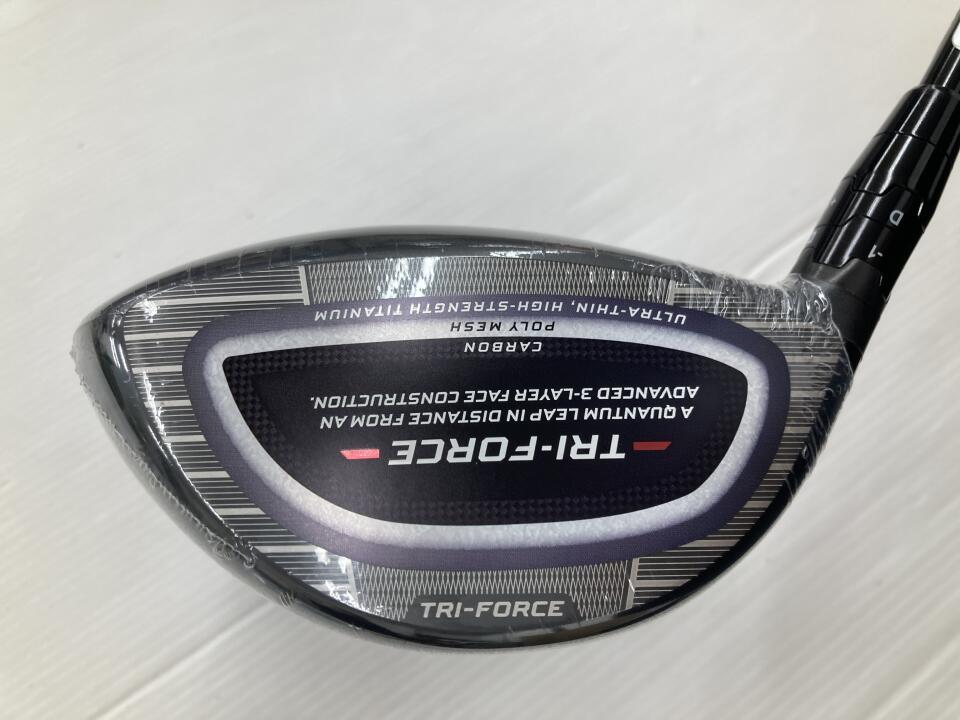 TRI-FORCE
A QUANTUM LEAP IN DISTANCE FROM AN
ADVANCED 3-LAYER FACE CONSTRUCTION.
CARBON
POLY MESH
ULTRA-THIN, HIGH-STRENGTH TITANIUM
TRI-FORCE
D
-1